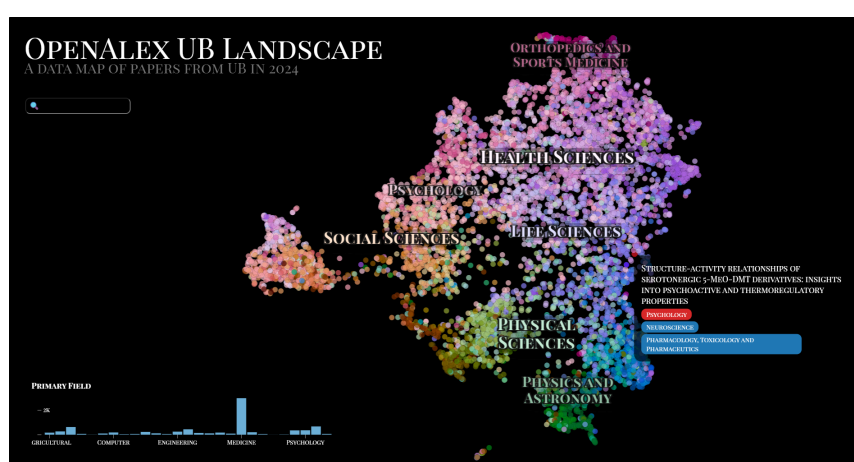 OpenAlex UB Landscape
A data map of papers from UB in 2024
Orthopedics and
Sports Medicine
Health Sciences
Psychology
Social Sciences
Life Sciences
Structure-activity relationships of
serotonergic 5-MeO-DMT derivatives: insights
into psychoactive and thermoregulatory
properties
Psychology
Neuroscience
Pharmacology, Toxicology and
Pharmaceutics
Physical
Sciences
Physics and
Astronomy
Primary Field
2K
gricultural Computer Engineering Medicine Psychology